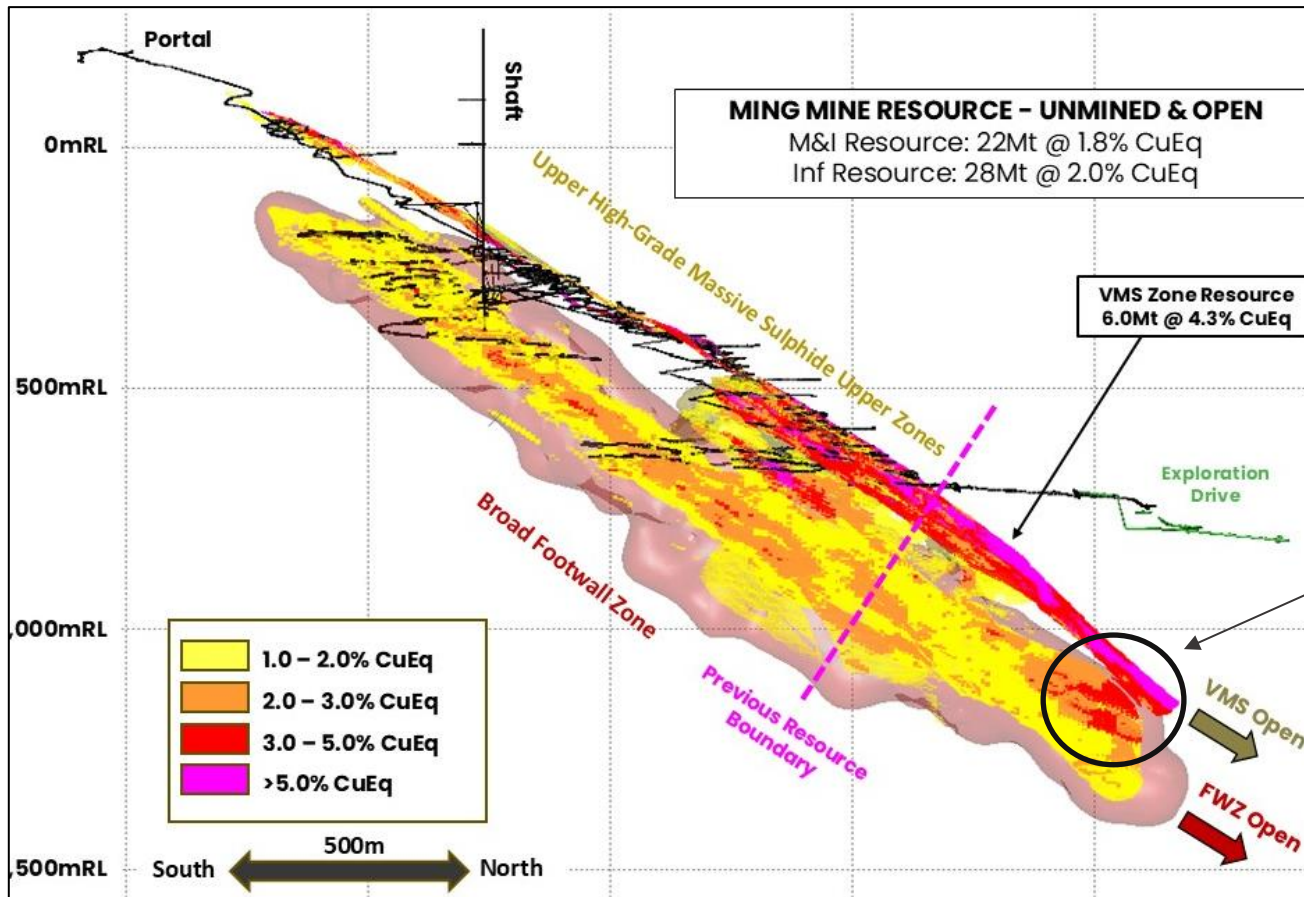 Portal
Shaft
MING MINE RESOURCE – UNMINED & OPEN
M&I Resource: 22Mt @ 1.8% CuEq
Inf Resource: 28Mt @ 2.0% CuEq
0mRL
Upper High-Grade Massive Sulphide Upper Zones
VMS Zone Resource
6.0Mt @ 4.3% CuEq
500mRL
Exploration
Drive
Broad Footwall Zone
,000mRL
1.0 – 2.0% CuEq
2.0 – 3.0% CuEq
3.0 – 5.0% CuEq
>5.0% CuEq
Previous Resource
Boundary
VMS Open
FWZ Open
500m
South
North
,500mRL